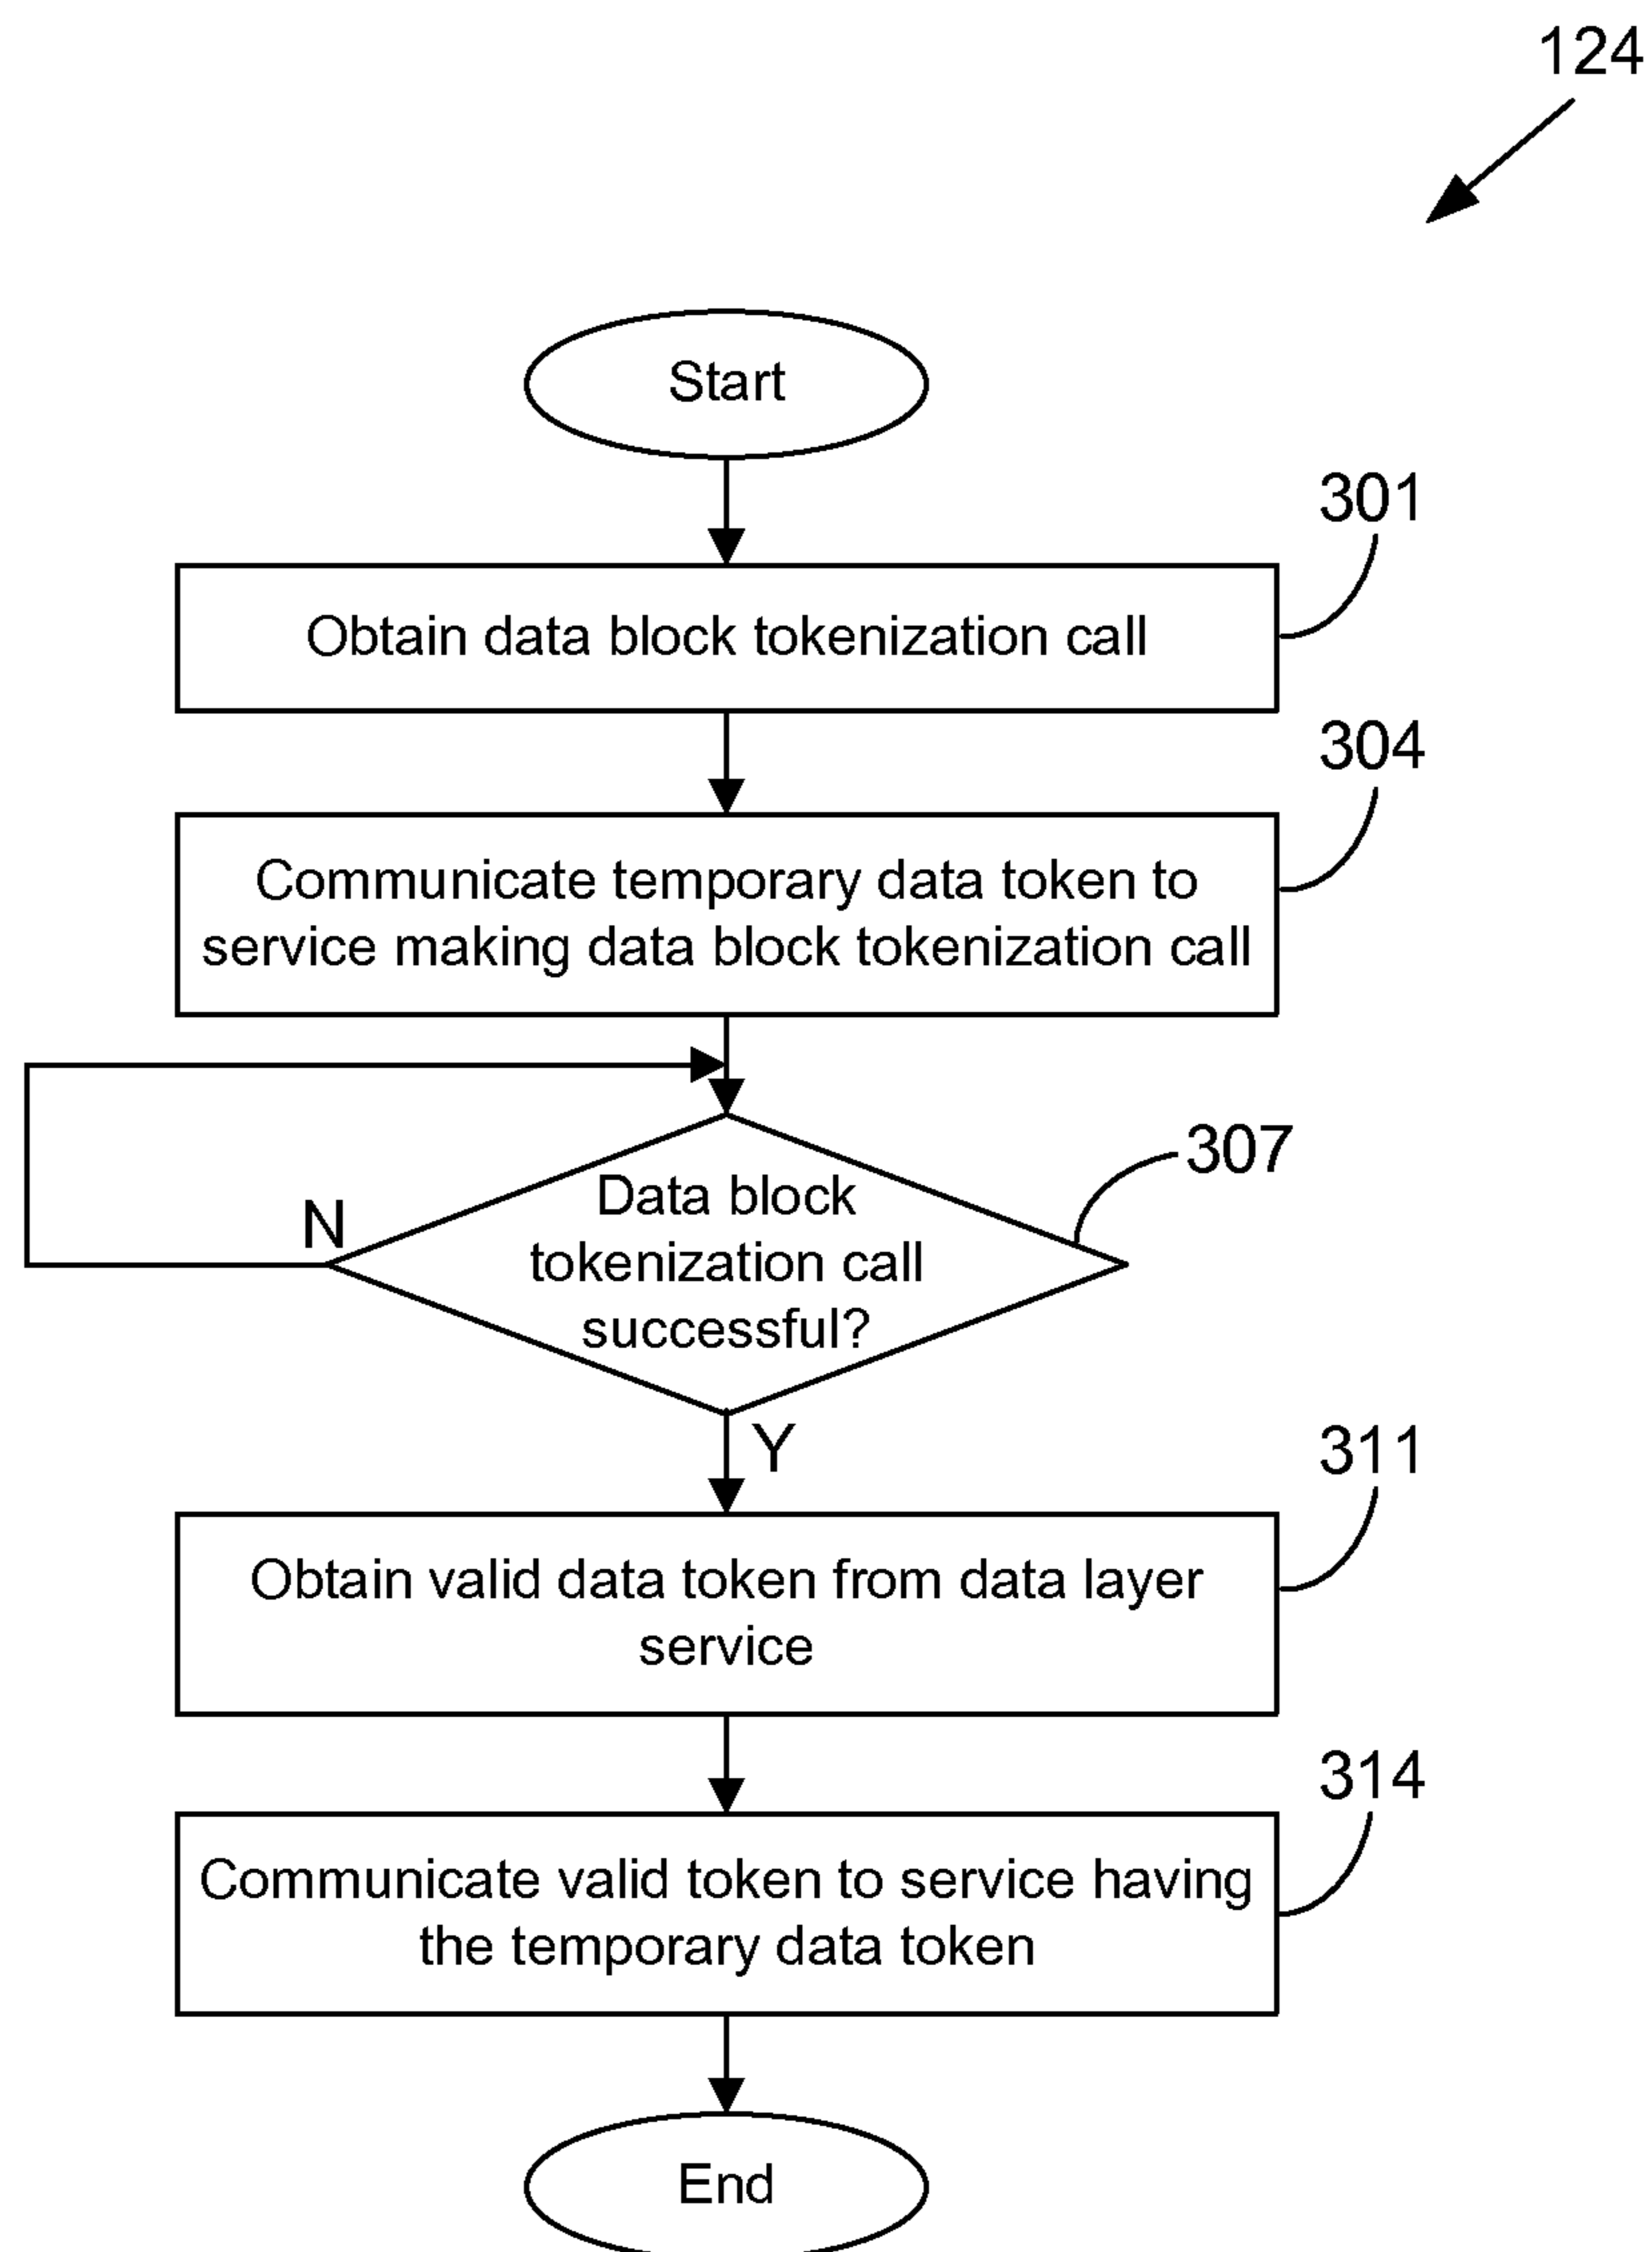 124
Start
301
Obtain data block tokenization call
304
Communicate temporary data token to
service making data block tokenization call
307
Data block
tokenization call
successful?
N
Y
311
Obtain valid data token from data layer
service
314
Communicate valid token to service having
the temporary data token
End